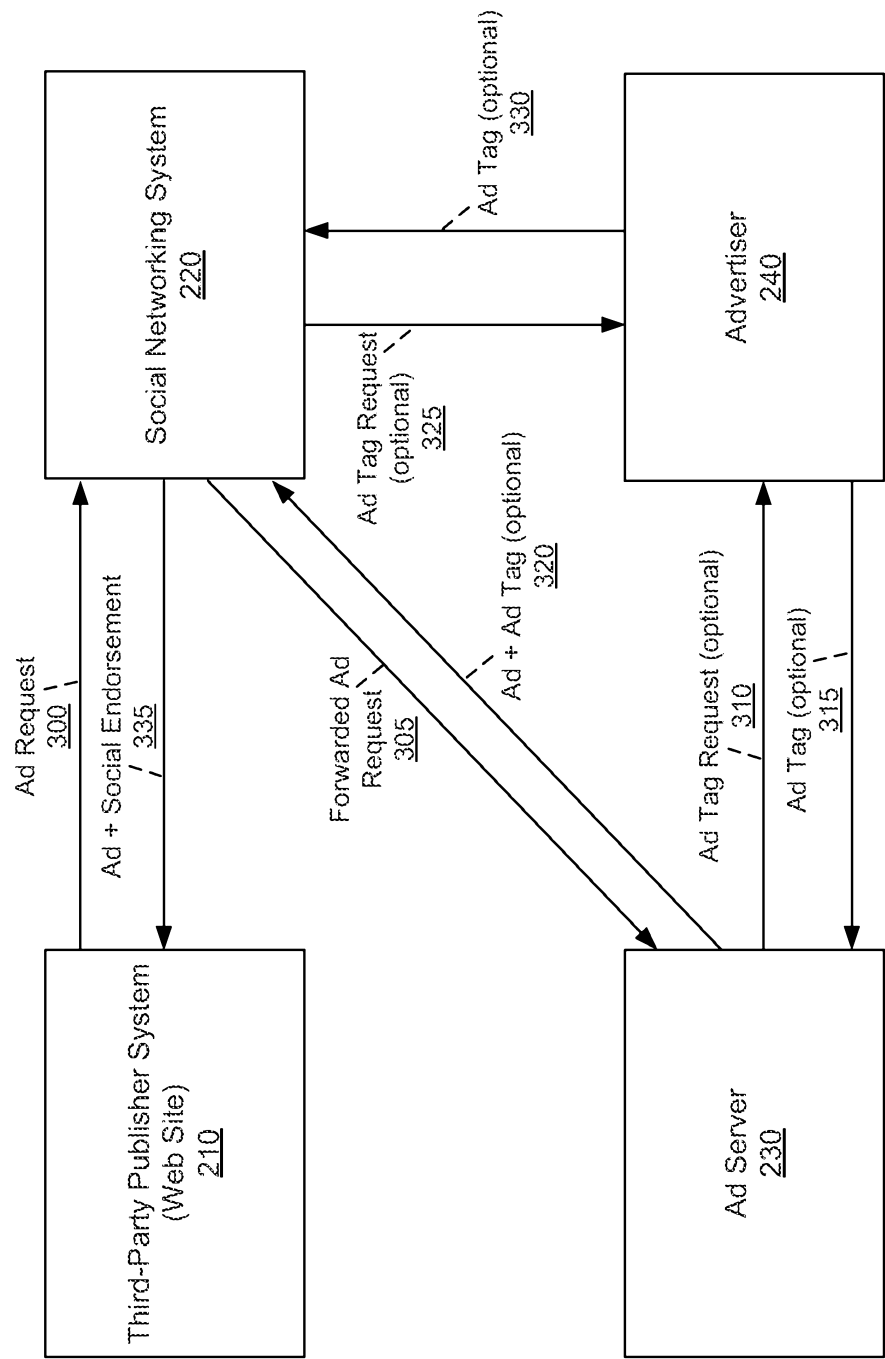 Third-Party Publisher System
(Web Site)
210
Ad Request
300
Ad + Social Endorsement
335
Social Networking System
220
Forwarded Ad
Request
305
Ad + Ad Tag (optional)
320
Ad Tag Request
(optional)
325
Ad Tag (optional)
330
Ad Server
230
Ad Tag Request (optional)
310
Ad Tag (optional)
315
Advertiser
240